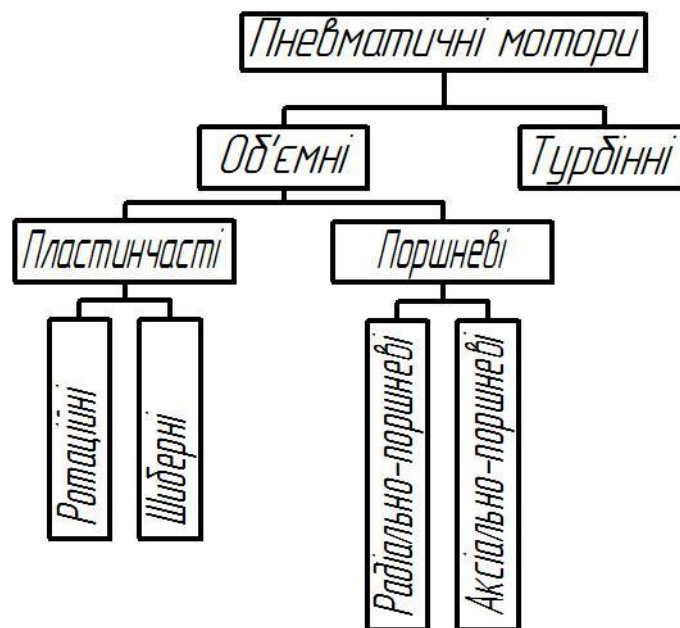 Пневматичні мотори
Об'ємні
Турбінні
Пластинчасті
Поршневі
Ротаційні
Шиберні
Радіально-поршневі
Аксіально-поршневі